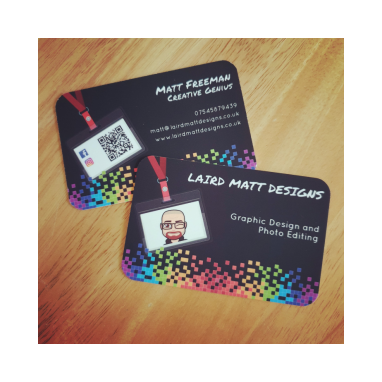 Matt Freeman
Creative Genius
07545879439
matt@lairdmattdesigns.co.uk
www.lairdmattdesigns.co.uk
Laird Matt Designs
Graphic Design and
Photo Editing